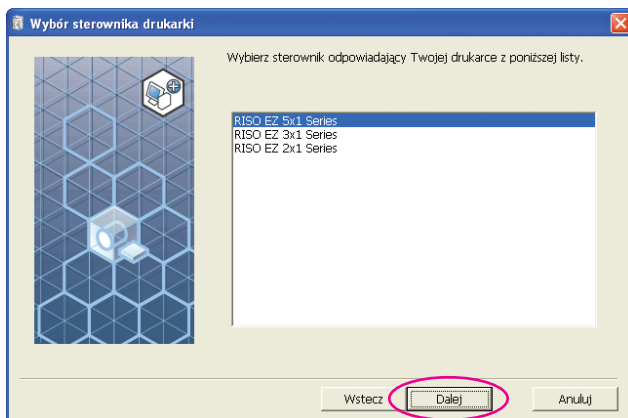 Wybór sterownika drukarki
Wybierz sterownik odpowiadający Twojej drukarce z poniższej listy.
RISO EZ 5x1 Series
RISO EZ 3x1 Series
RISO EZ 2x1 Series
Wstecz
Dalej
Anuluj